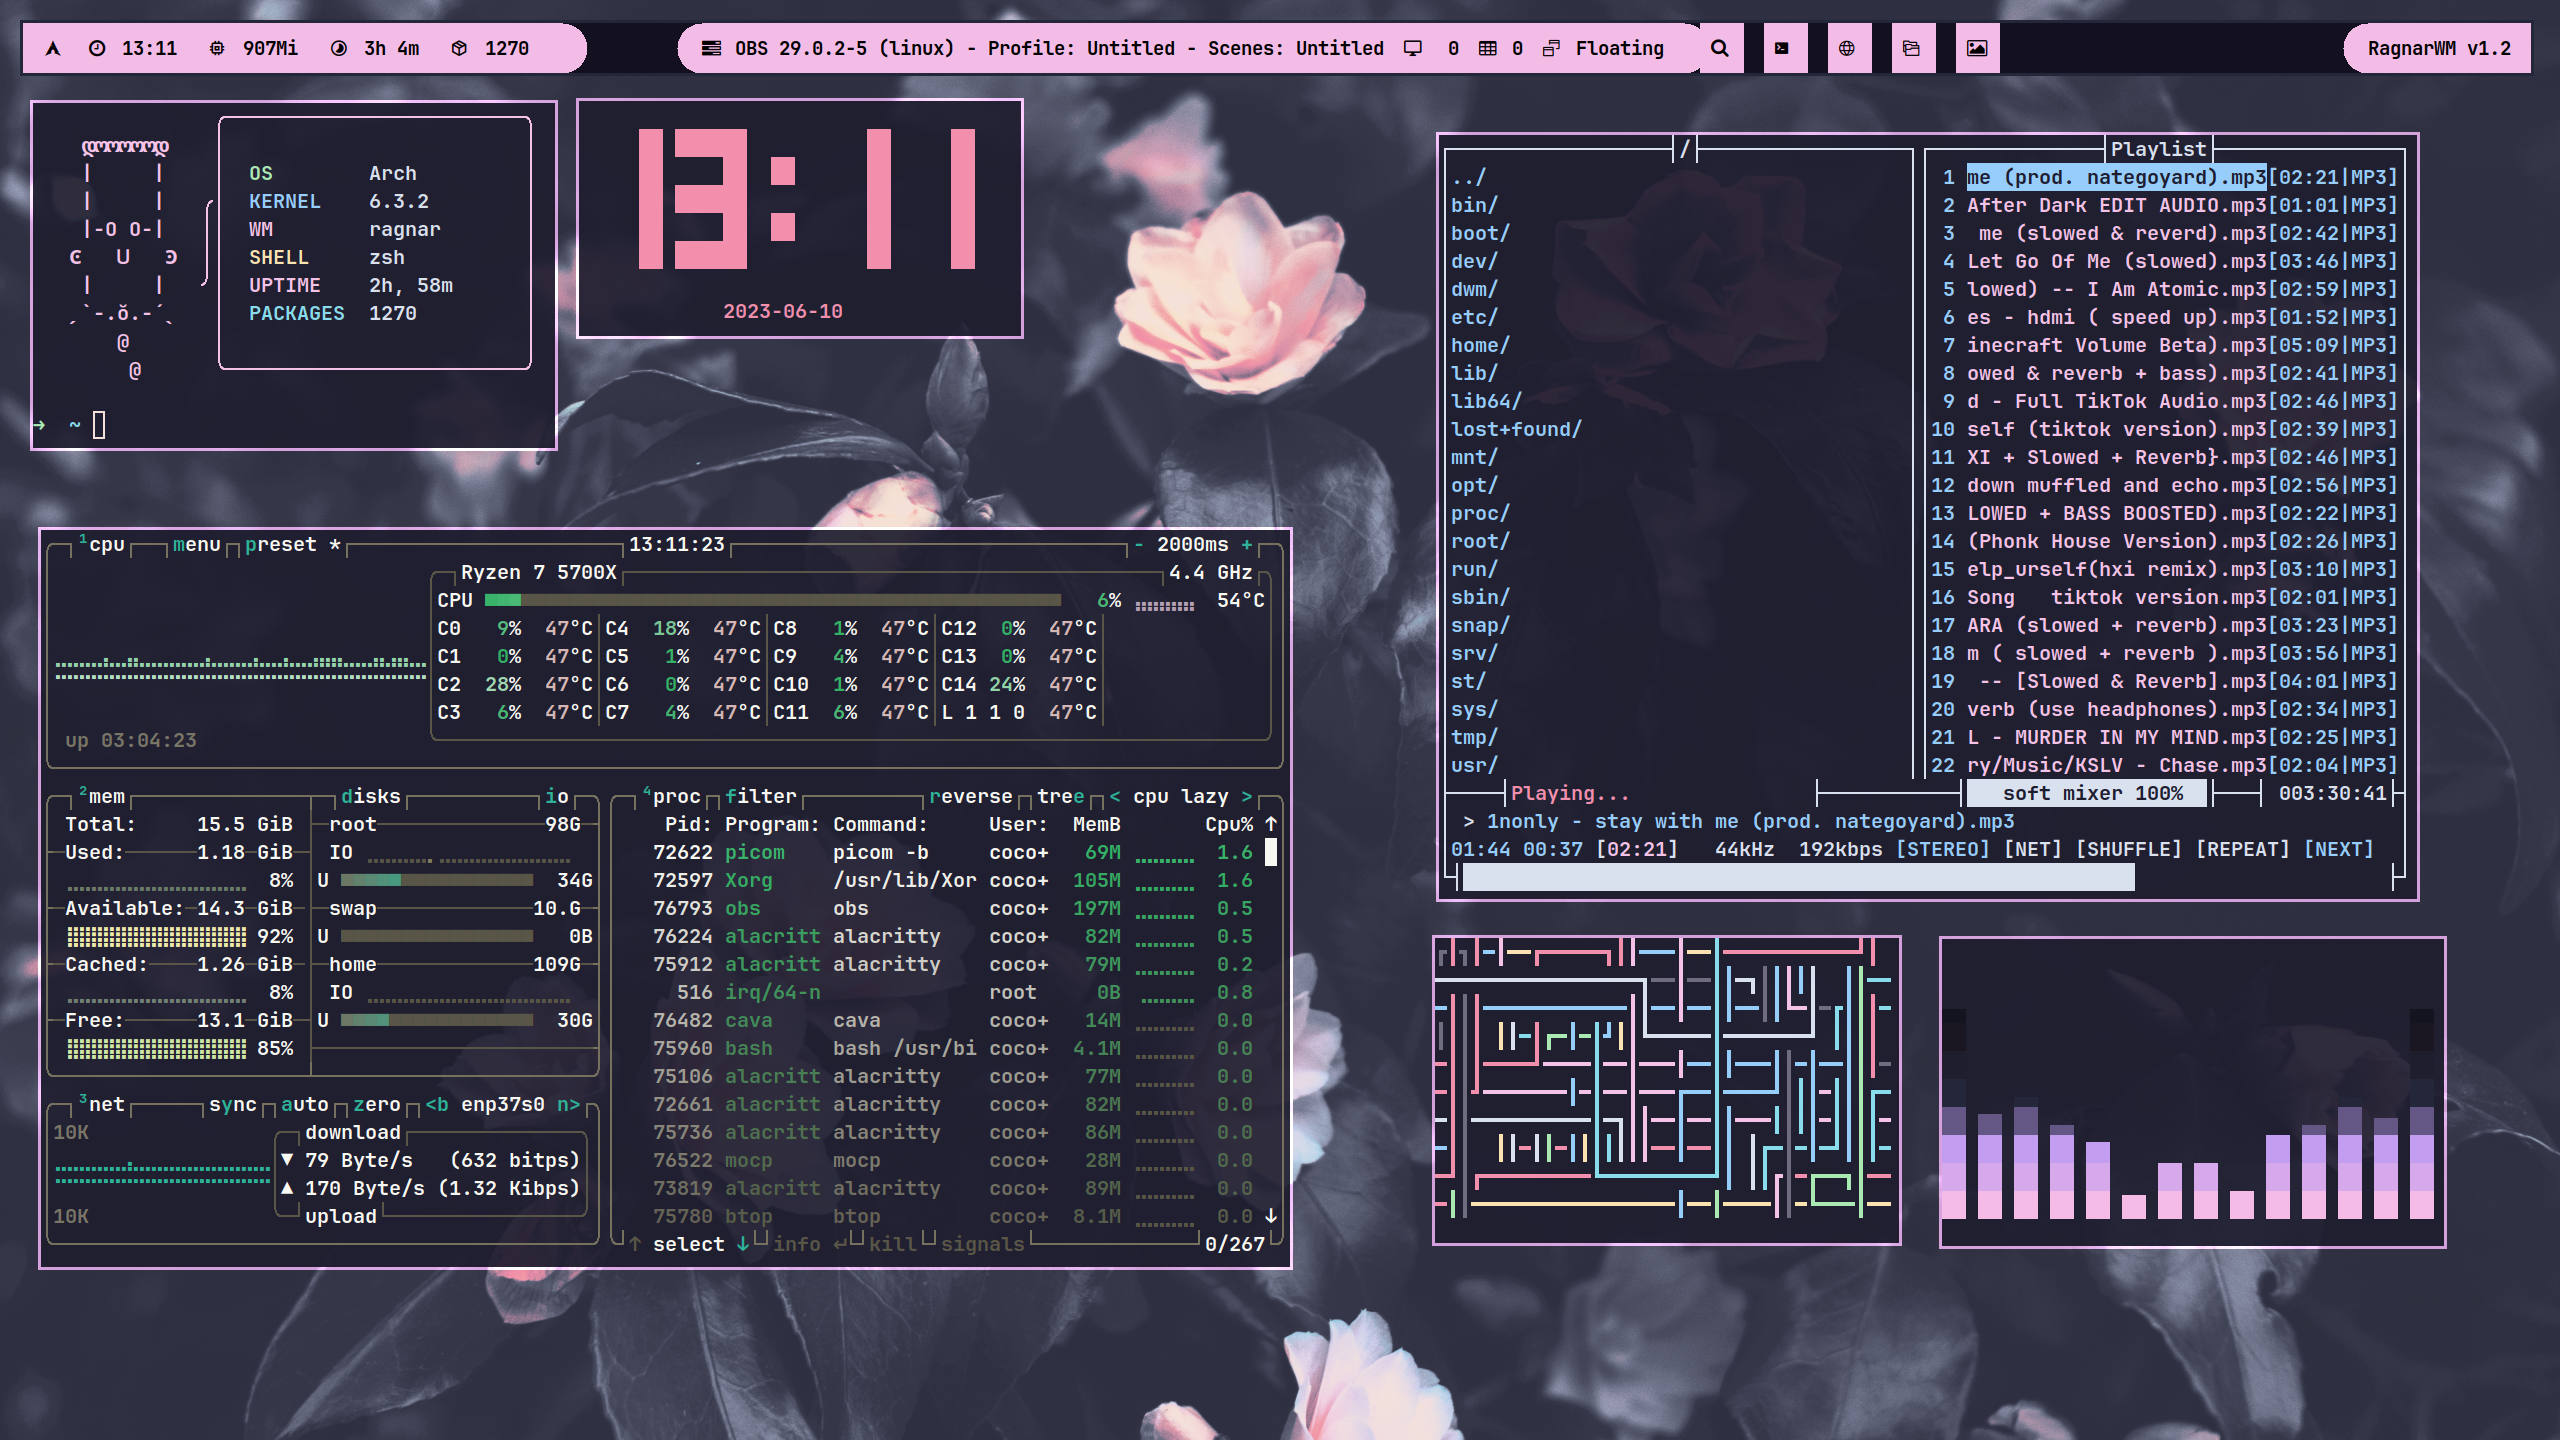 13:11 907Mi 3h 4m 1270
OBS 29.0.2-5 (linux) - Profile: Untitled - Scenes: Untitled 0 0 Floating
RagnarWM v1.2
OS Arch
KERNEL 6.3.2
WM ragnar
SHELL zsh
UPTIME 2h, 58m
PACKAGES 1270
→ ~
13:11
2023-06-10
/
../
bin/
boot/
dev/
dwm/
etc/
home/
lib/
lib64/
lost+found/
mnt/
opt/
proc/
root/
run/
sbin/
snap/
srv/
st/
sys/
tmp/
usr/
Playlist
1 me (prod. nategoyard).mp3[02:21|MP3]
2 After Dark EDIT AUDIO.mp3[01:01|MP3]
3 me (slowed & reverd).mp3[02:42|MP3]
4 Let Go Of Me (slowed).mp3[03:46|MP3]
5 lowed) -- I Am Atomic.mp3[02:59|MP3]
6 es - hdmi ( speed up).mp3[01:52|MP3]
7 inecraft Volume Beta).mp3[05:09|MP3]
8 owed & reverb + bass).mp3[02:41|MP3]
9 d - Full TikTok Audio.mp3[02:46|MP3]
10 self (tiktok version).mp3[02:39|MP3]
11 XI + Slowed + Reverb}.mp3[02:46|MP3]
12 down muffled and echo.mp3[02:56|MP3]
13 LOWED + BASS BOOSTED).mp3[02:22|MP3]
14 (Phonk House Version).mp3[02:26|MP3]
15 elp_urself(hxi remix).mp3[03:10|MP3]
16 Song tiktok version.mp3[02:01|MP3]
17 ARA (slowed + reverb).mp3[03:23|MP3]
18 m ( slowed + reverb ).mp3[03:56|MP3]
19 -- [Slowed & Reverb].mp3[04:01|MP3]
20 verb (use headphones).mp3[02:34|MP3]
21 L - MURDER IN MY MIND.mp3[02:25|MP3]
22 ry/Music/KSLV - Chase.mp3[02:04|MP3]
Playing... soft mixer 100% 003:30:41
> 1nonly - stay with me (prod. nategoyard).mp3
01:44 00:37 [02:21] 44kHz 192kbps [STEREO] [NET] [SHUFFLE] [REPEAT] [NEXT]
1cpu menu preset * 13:11:23 - 2000ms +
Ryzen 7 5700X 4.4 GHz
CPU 6% 54°C
C0 9% 47°C C4 18% 47°C C8 1% 47°C C12 0% 47°C
C1 0% 47°C C5 1% 47°C C9 4% 47°C C13 0% 47°C
C2 28% 47°C C6 0% 47°C C10 1% 47°C C14 24% 47°C
C3 6% 47°C C7 4% 47°C C11 6% 47°C L 1 1 0 47°C
up 03:04:23
2mem
Total: 15.5 GiB
Used: 1.18 GiB
8%
Available: 14.3 GiB
92%
Cached: 1.26 GiB
8%
Free: 13.1 GiB
85%
disks io
root 98G
IO
U 34G
swap 10.G
U 0B
home 109G
IO
U 30G
3net sync auto zero <b enp37s0 n>
10K
download
▼ 79 Byte/s (632 bitps)
▲ 170 Byte/s (1.32 Kibps)
upload
10K
4proc filter reverse tree < cpu lazy >
Pid: Program: Command: User: MemB Cpu% ↑
72622 picom picom -b coco+ 69M 1.6
72597 Xorg /usr/lib/Xor coco+ 105M 1.6
76793 obs obs coco+ 197M 0.5
76224 alacritt alacritty coco+ 82M 0.5
75912 alacritt alacritty coco+ 79M 0.2
516 irq/64-n root 0B 0.8
76482 cava cava coco+ 14M 0.0
75960 bash bash /usr/bi coco+ 4.1M 0.0
75106 alacritt alacritty coco+ 77M 0.0
72661 alacritt alacritty coco+ 82M 0.0
75736 alacritt alacritty coco+ 86M 0.0
76522 mocp mocp coco+ 28M 0.0
73819 alacritt alacritty coco+ 89M 0.0
75780 btop btop coco+ 8.1M 0.0 ↓
↑ select ↓ info ↵ kill signals 0/267